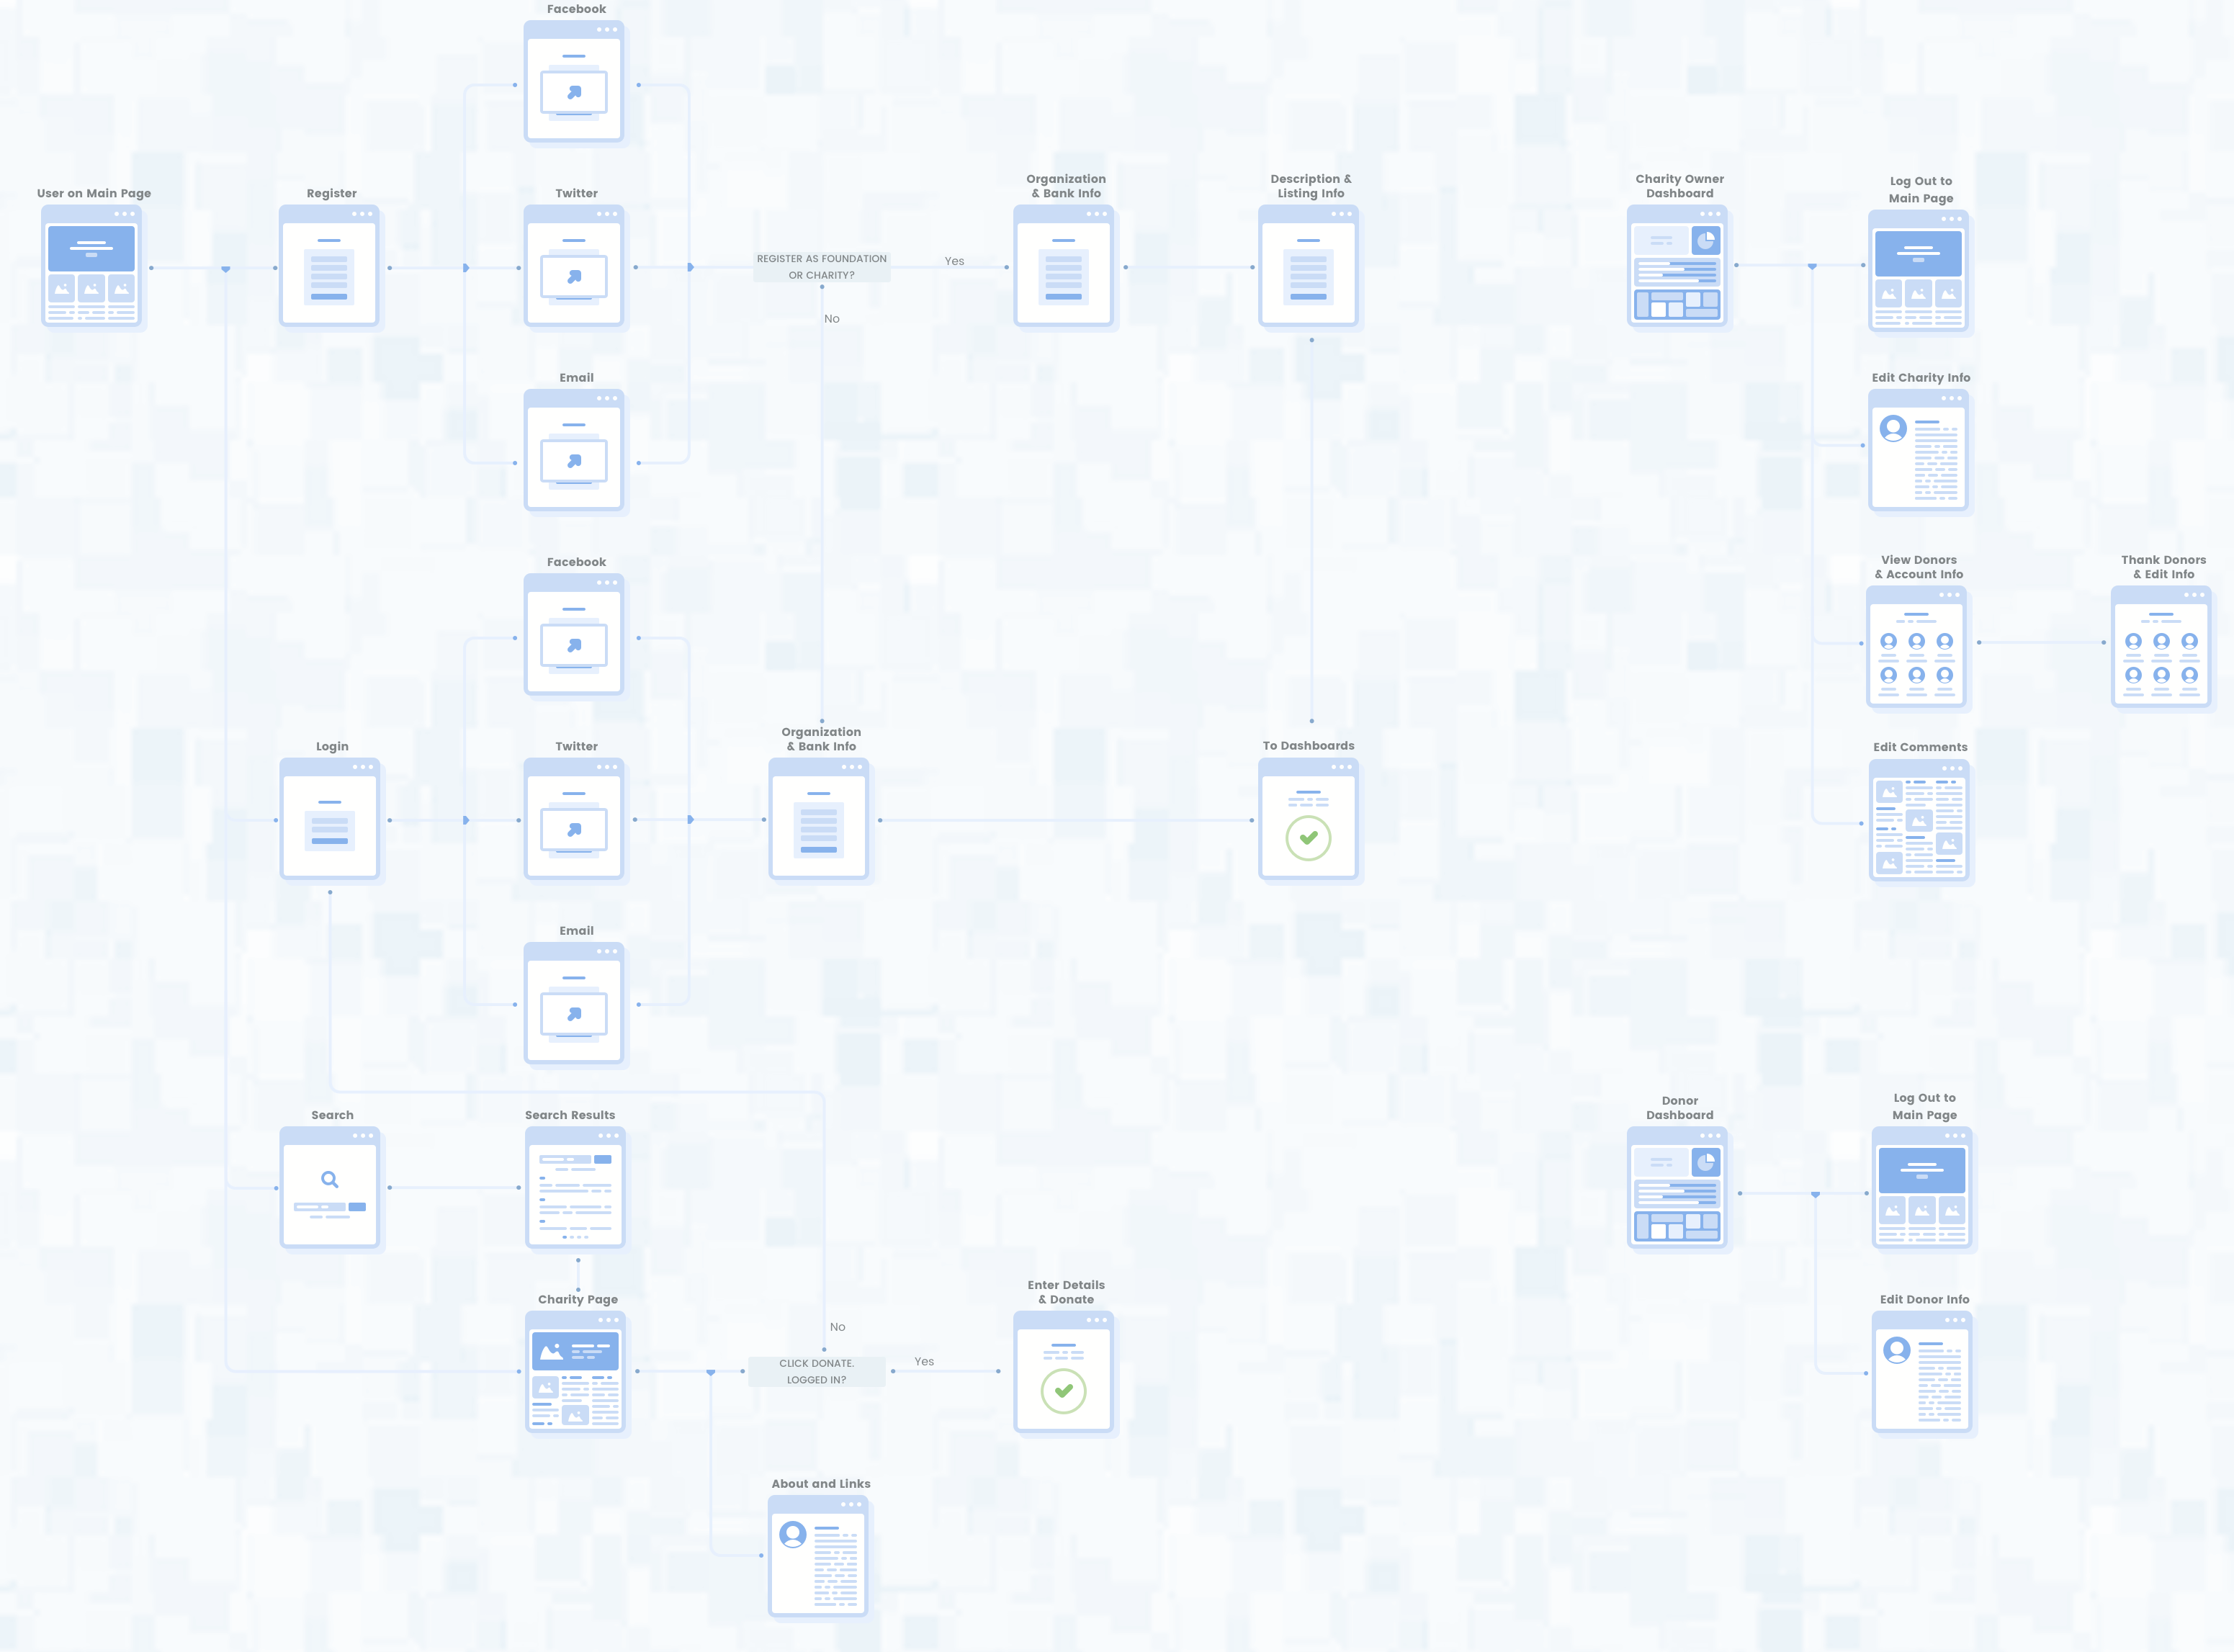 Facebook
User on Main Page
Register
Twitter
Organization
& Bank Info
Description &
Listing Info
Charity Owner
Dashboard
Log Out to
Main Page
REGISTER AS FOUNDATION
OR CHARITY?
Yes
No
Email
Edit Charity Info
Facebook
View Donors
& Account Info
Thank Donors
& Edit Info
Login
Twitter
Organization
& Bank Info
To Dashboards
Edit Comments
Email
Search
Search Results
Donor
Dashboard
Log Out to
Main Page
Charity Page
Enter Details
& Donate
Edit Donor Info
No
CLICK DONATE.
LOGGED IN?
Yes
About and Links